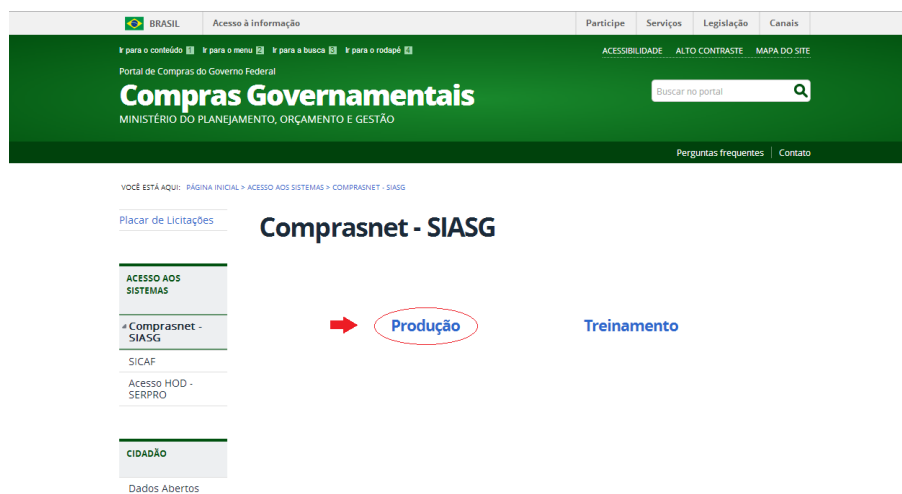 BRASIL Acesso à informação Participe Serviços Legislação Canais
Ir para o conteúdo 1 Ir para o menu 2 Ir para a busca 3 Ir para o rodapé 4 ACESSIBILIDADE ALTO CONTRASTE MAPA DO SITE
Portal de Compras do Governo Federal
Compras Governamentais
Buscar no portal
MINISTÉRIO DO PLANEJAMENTO, ORÇAMENTO E GESTÃO
Perguntas frequentes Contato
VOCÊ ESTÁ AQUI: PÁGINA INICIAL > ACESSO AOS SISTEMAS > COMPRASNET - SIASG
Placar de Licitações
Comprasnet - SIASG
ACESSO AOS
SISTEMAS
Comprasnet -
SIASG
Produção Treinamento
SICAF
Acesso HOD -
SERPRO
CIDADÃO
Dados Abertos